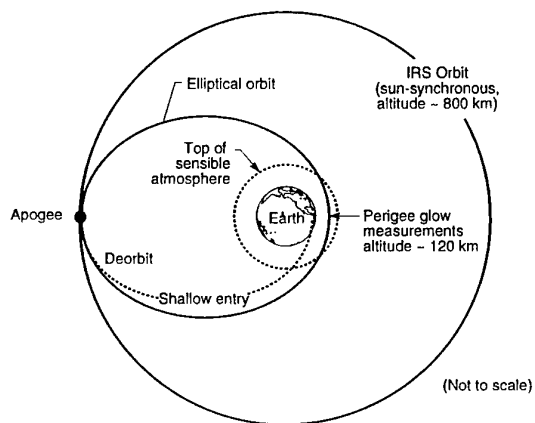 IRS Orbit
(sun-synchronous,
altitude ~ 800 km)
Elliptical orbit
Top of
sensible
atmosphere
Apogee
Earth
Perigee glow
measurements
altitude ~ 120 km
Deorbit
Shallow entry
(Not to scale)